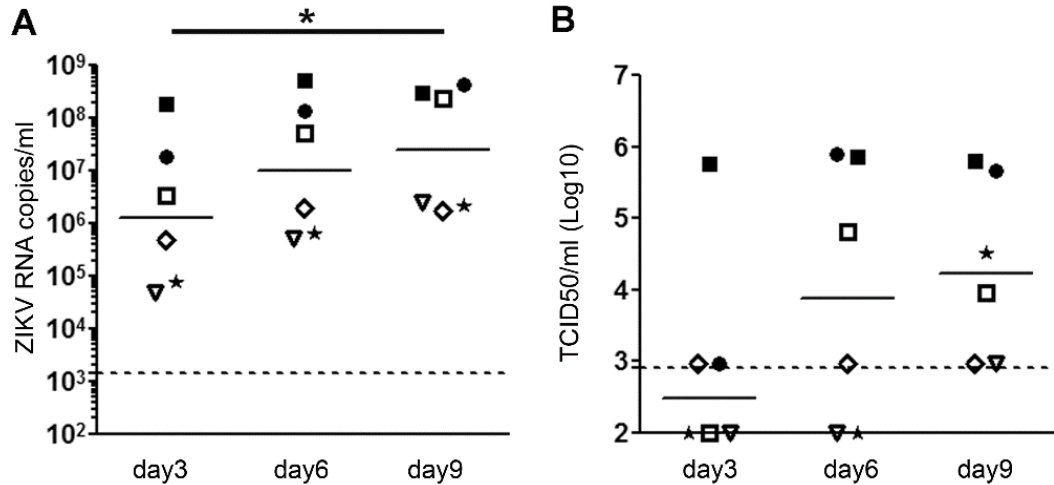 A
*
ZIKV RNA copies/ml
10⁹
10⁸
10⁷
10⁶
10⁵
10⁴
10³
10²
day3 day6 day9
B
TCID50/ml (Log10)
7
6
5
4
3
2
day3 day6 day9